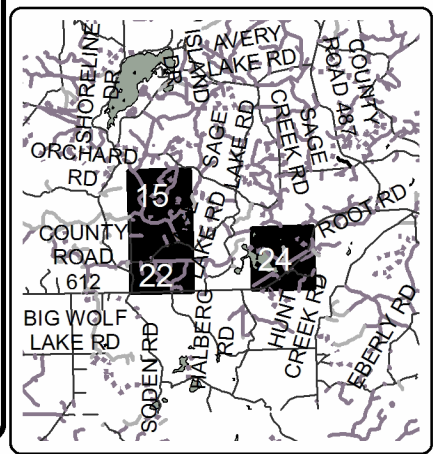 SHORELINE
DR
ISLAND
DR
AVERY
LAKE RD
COUNTY
ROAD 487
SAGE
CREEK RD
SAGE
LAKE RD
ORCHARD
RD
15
COUNTY
ROAD
612
22
24
ROOT RD
BIG WOLF
LAKE RD
SODEN RD
HALBERG LAKE RD
RD
HUNT
CREEK RD
EBERLY RD